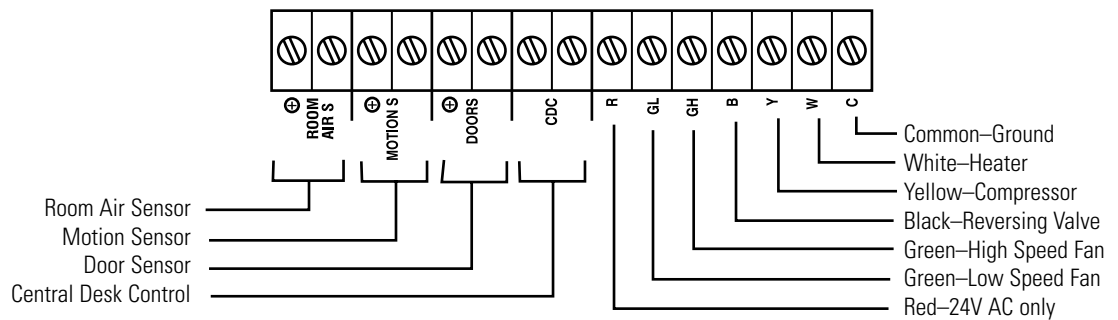 ⊕ ROOM AIR S
⊕ MOTION S
⊕ DOORS
CDC
R
GL
GH
B
Y
W
C
Room Air Sensor
Motion Sensor
Door Sensor
Central Desk Control
Common–Ground
White–Heater
Yellow–Compressor
Black–Reversing Valve
Green–High Speed Fan
Green–Low Speed Fan
Red–24V AC only